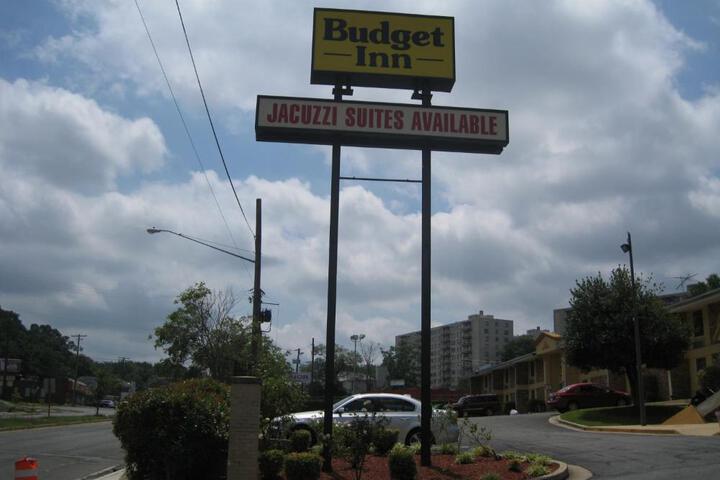 Budget
Inn
JACUZZI SUITES AVAILABLE